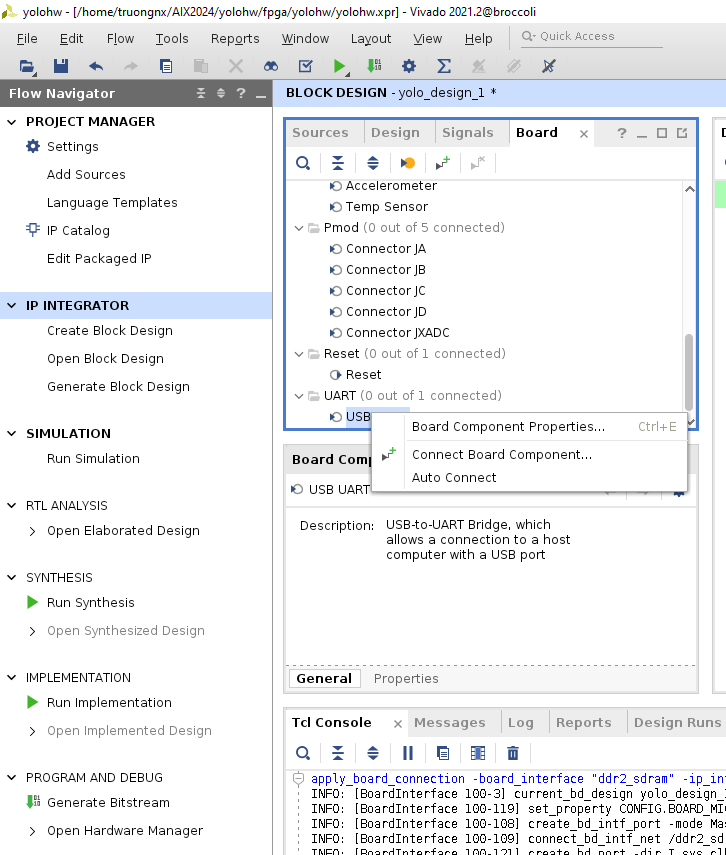 yolohw - [/home/truongnx/AIX2024/yolohw/fpga/yolohw/yolohw.xpr] - Vivado 2021.2@broccoli
File Edit Flow Tools Reports Window Layout View Help Quick Access
Flow Navigator
PROJECT MANAGER
Settings
Add Sources
Language Templates
IP Catalog
Edit Packaged IP
IP INTEGRATOR
Create Block Design
Open Block Design
Generate Block Design
SIMULATION
Run Simulation
RTL ANALYSIS
Open Elaborated Design
SYNTHESIS
Run Synthesis
Open Synthesized Design
IMPLEMENTATION
Run Implementation
Open Implemented Design
PROGRAM AND DEBUG
Generate Bitstream
Open Hardware Manager
BLOCK DESIGN - yolo_design_1 *
Sources Design Signals Board
Accelerometer
Temp Sensor
Pmod (0 out of 5 connected)
Connector JA
Connector JB
Connector JC
Connector JD
Connector JXADC
Reset (0 out of 1 connected)
Reset
UART (0 out of 1 connected)
USB
Board Component Properties... Ctrl+E
Connect Board Component...
Auto Connect
Board Comp
USB UART
Description: USB-to-UART Bridge, which
allows a connection to a host
computer with a USB port
General Properties
Tcl Console Messages Log Reports Design Runs
apply_board_connection -board_interface "ddr2_sdram" -ip_in
INFO: [BoardInterface 100-3] current_bd_design yolo_design_
INFO: [BoardInterface 100-119] set_property CONFIG.BOARD_MI
INFO: [BoardInterface 100-108] create_bd_intf_port -mode Mas
INFO: [BoardInterface 100-109] connect_bd_intf_net /ddr2_sd
INFO: [BoardInterface 100-121] create_bd_port -dir I sys_cl